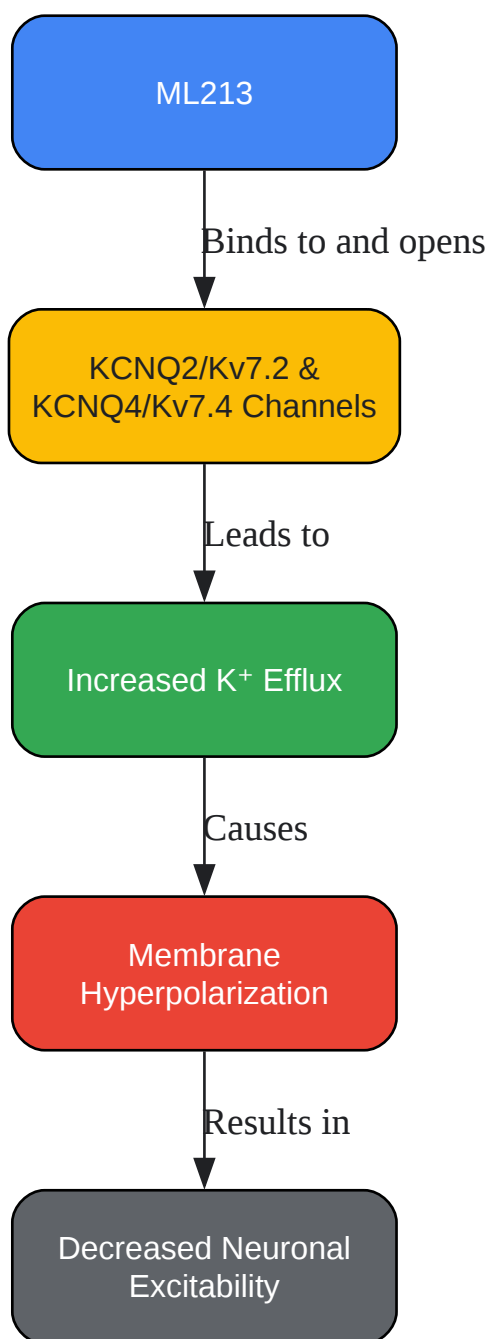 ML213
Binds to and opens
KCNQ2/Kv7.2 &
KCNQ4/Kv7.4 Channels
Leads to
Increased K⁺ Efflux
Causes
Membrane
Hyperpolarization
Results in
Decreased Neuronal
Excitability